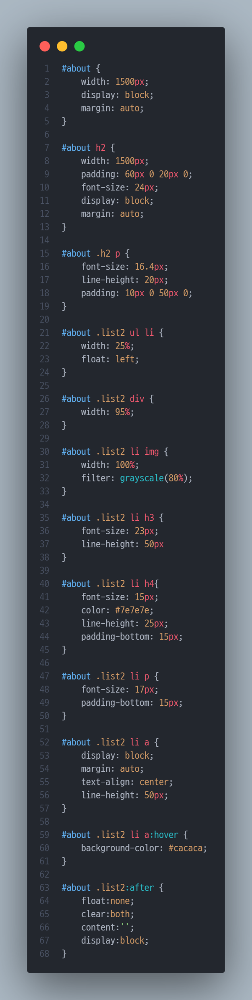 1 #about {
2     width: 1500px;
3     display: block;
4     margin: auto;
5 }
6
7 #about h2 {
8     width: 1500px;
9     padding: 60px 0 20px 0;
10     font-size: 24px;
11     display: block;
12     margin: auto;
13 }
14
15 #about .h2 p {
16     font-size: 16.4px;
17     line-height: 20px;
18     padding: 10px 0 50px 0;
19 }
20
21 #about .list2 ul li {
22     width: 25%;
23     float: left;
24 }
25
26 #about .list2 div {
27     width: 95%;
28 }
29
30 #about .list2 li img {
31     width: 100%;
32     filter: grayscale(80%);
33 }
34
35 #about .list2 li h3 {
36     font-size: 23px;
37     line-height: 50px
38 }
39
40 #about .list2 li h4{
41     font-size: 15px;
42     color: #7e7e7e;
43     line-height: 25px;
44     padding-bottom: 15px;
45 }
46
47 #about .list2 li p {
48     font-size: 17px;
49     padding-bottom: 15px;
50 }
51
52 #about .list2 li a {
53     display: block;
54     margin: auto;
55     text-align: center;
56     line-height: 50px;
57 }
58
59 #about .list2 li a:hover {
60     background-color: #cacaca;
61 }
62
63 #about .list2:after {
64     float:none;
65     clear:both;
66     content:'';
67     display:block;
68 }